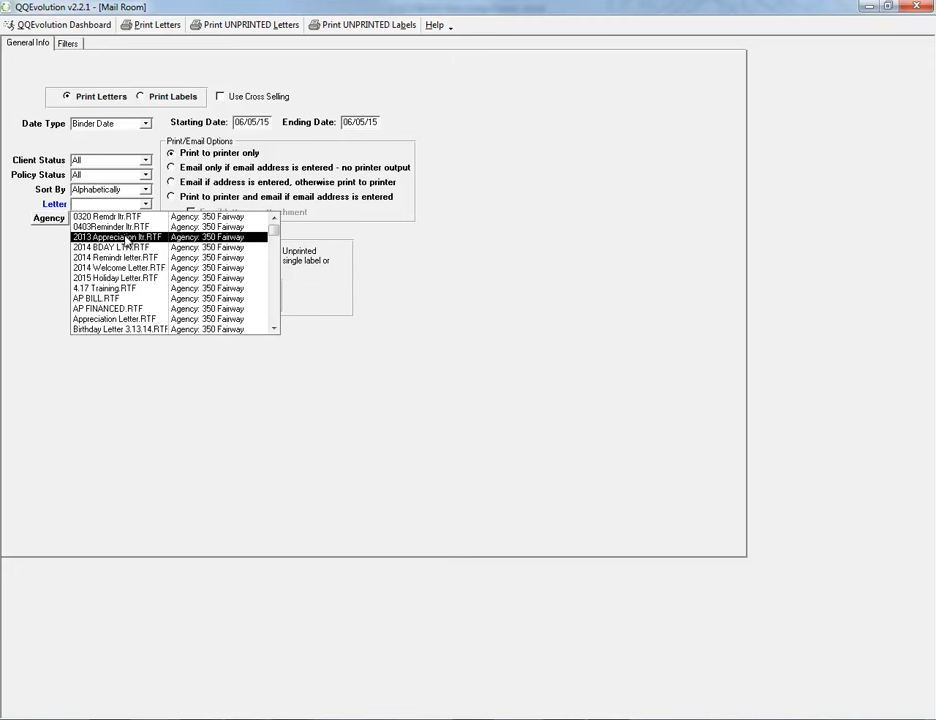 QQEvolution v2.2.1 - [Mail Room]
QQEvolution Dashboard Print Letters Print UNPRINTED Letters Print UNPRINTED Labels Help
General Info Filters
Print Letters Print Labels Use Cross Selling
Date Type Binder Date Starting Date: 06/05/15 Ending Date: 06/05/15
Print/Email Options
Print to printer only
Client Status All
Email only if email address is entered - no printer output
Policy Status All
Email if address is entered, otherwise print to printer
Sort By Alphabetically
Print to printer and email if email address is entered
Letter
Agency
0320 Remdr ltr.RTF Agency: 350 Fairway
0403Reminder ltr.RTF Agency: 350 Fairway
2013 Appreciation ltr.RTF Agency: 350 Fairway
2014 BDAY LTR.RTF Agency: 350 Fairway
2014 Remindr letter.RTF Agency: 350 Fairway
2014 Welcome Letter.RTF Agency: 350 Fairway
2015 Holiday Letter.RTF Agency: 350 Fairway
4.17 Training.RTF Agency: 350 Fairway
AP BILL.RTF Agency: 350 Fairway
AP FINANCED.RTF Agency: 350 Fairway
Appreciation Letter.RTF Agency: 350 Fairway
Birthday Letter 3.13.14.RTF Agency: 350 Fairway
Unprinted
single label or